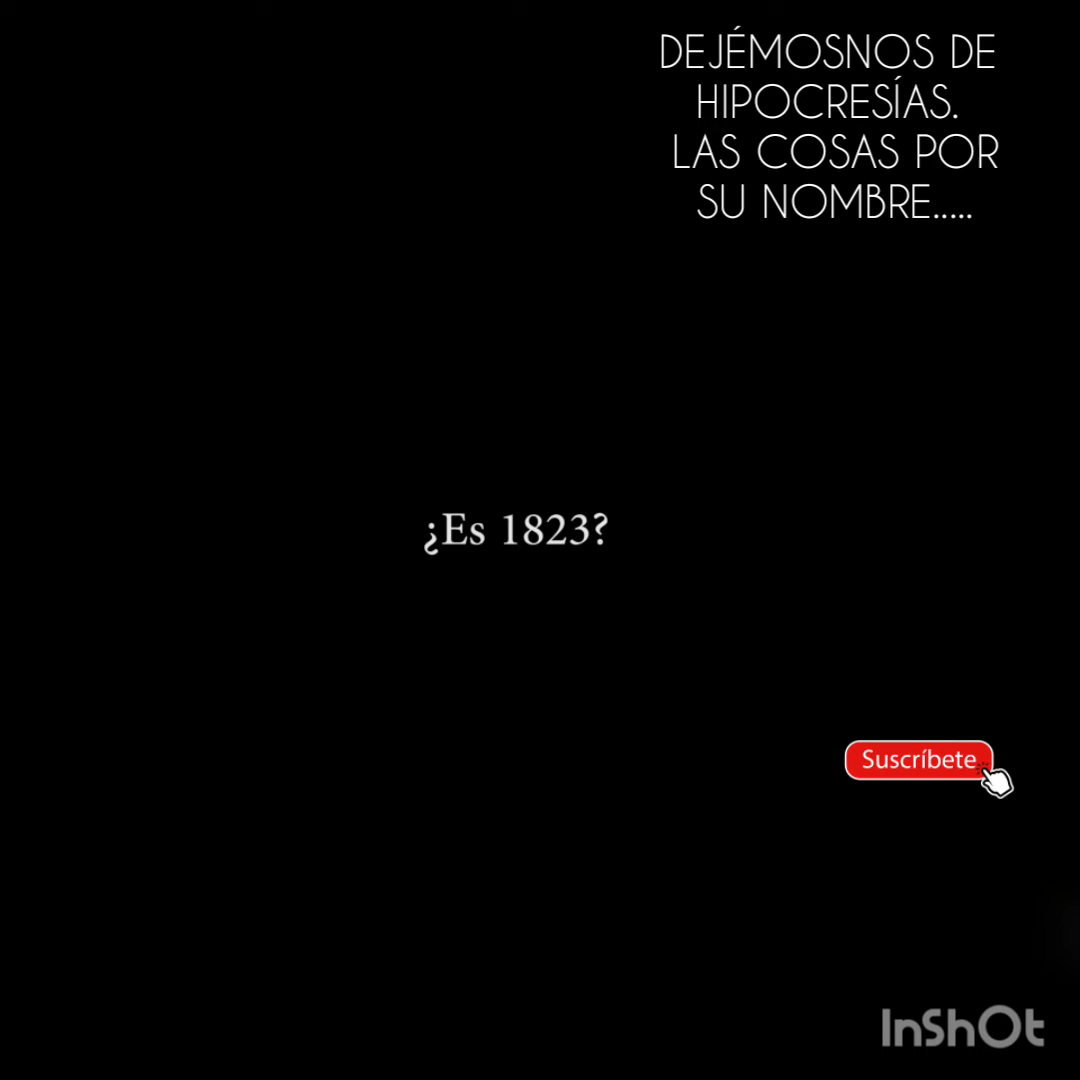 DEJÉMOSNOS DE
HIPOCRESÍAS.
LAS COSAS POR
SU NOMBRE.....
¿Es 1823?
Suscríbete
InShOt